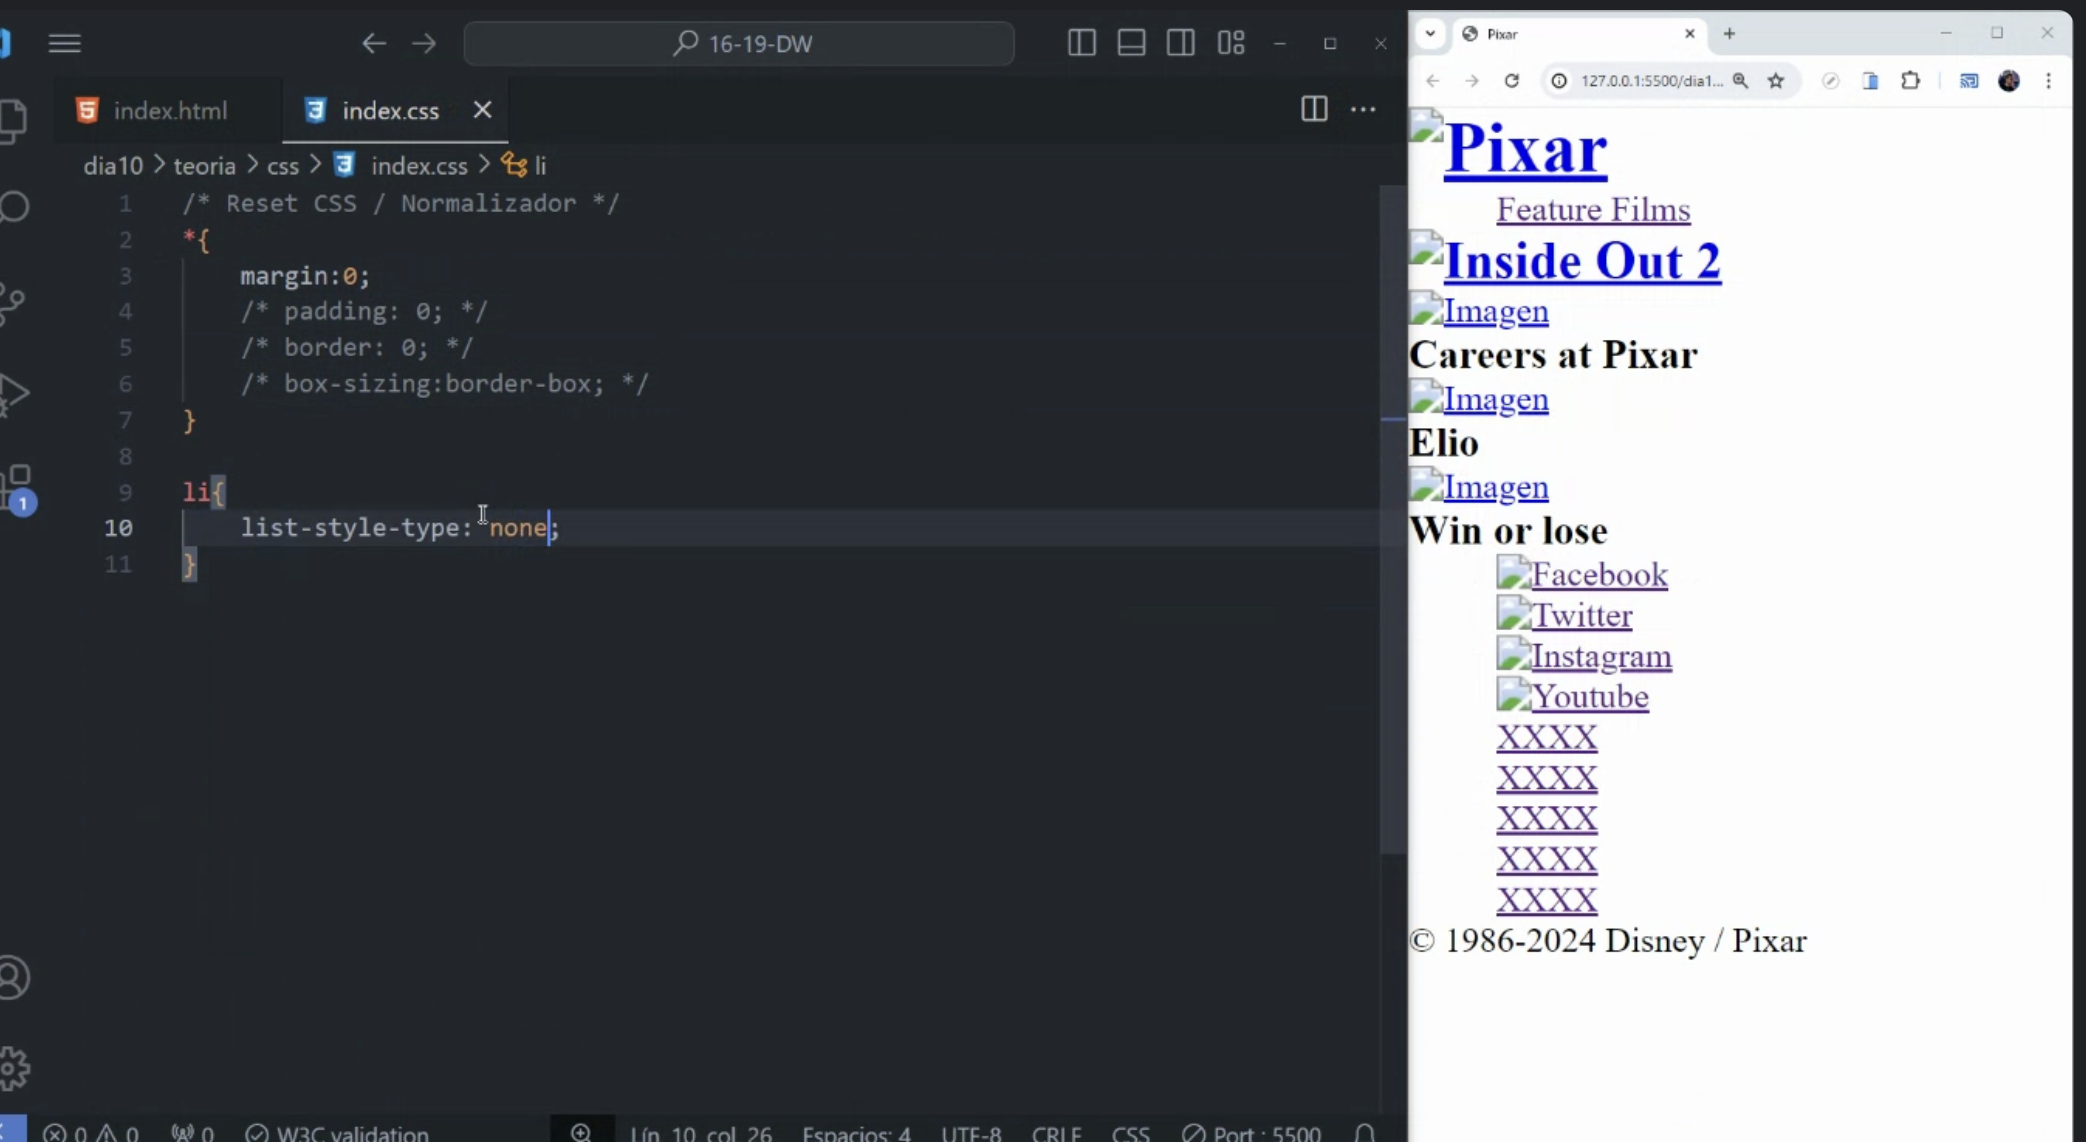 16-19-DW
index.html
index.css
dia10 > teoria > css > index.css > li
1 /* Reset CSS / Normalizador */
2 *{
3 margin:0;
4 /* padding: 0; */
5 /* border: 0; */
6 /* box-sizing:border-box; */
7 }
8
9 li{
10 list-style-type: none;
11 }
1
0 0 0 W3C validation Lín. 10, col. 26 Espacios: 4 UTF-8 CRLF CSS Port : 5500
Pixar
127.0.0.1:5500/dia1...
Pixar
Feature Films
Inside Out 2
Imagen
Careers at Pixar
Imagen
Elio
Imagen
Win or lose
Facebook
Twitter
Instagram
Youtube
XXXX
XXXX
XXXX
XXXX
XXXX
© 1986-2024 Disney / Pixar